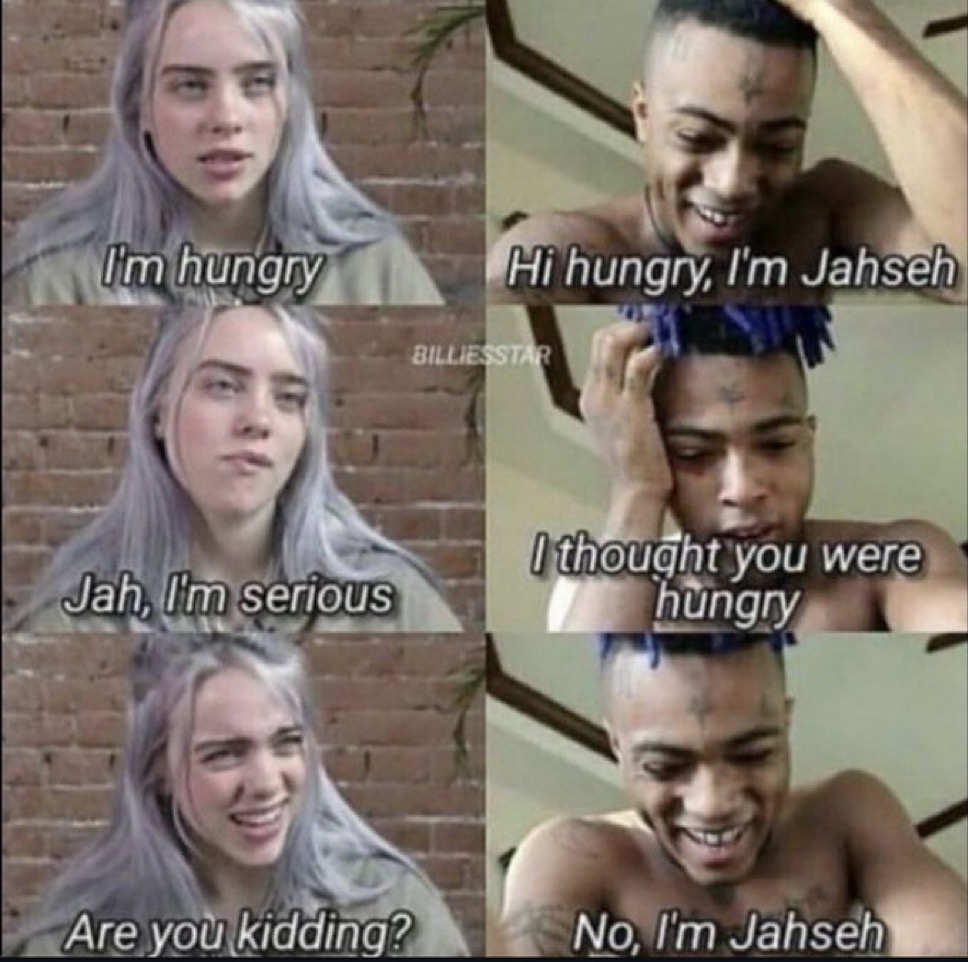 I'm hungry
Hi hungry, I'm Jahseh
BILLIESSTAR
Jah, I'm serious
I thought you were
hungry
Are you kidding?
No, I'm Jahseh